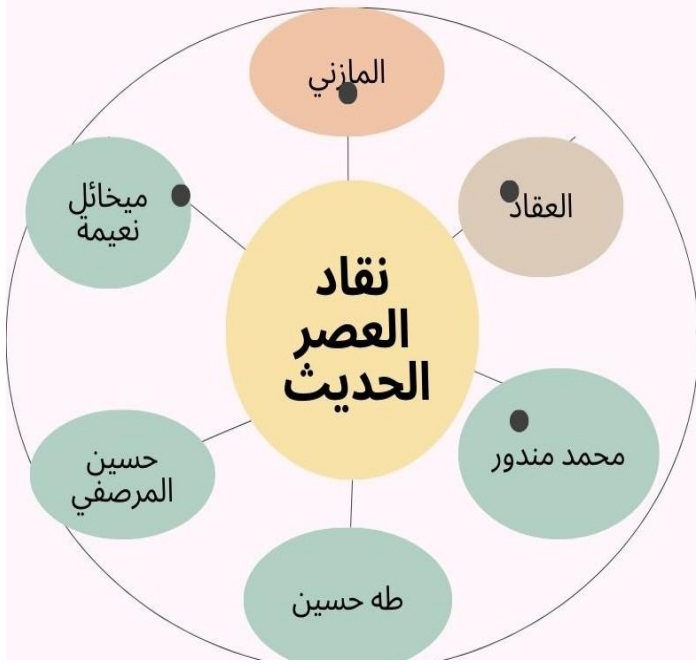 المازني
العقاد
ميخائل
نعيمة
نقاد
العصر
الحديث
محمد مندور
حسين
المرصفي
طه حسين